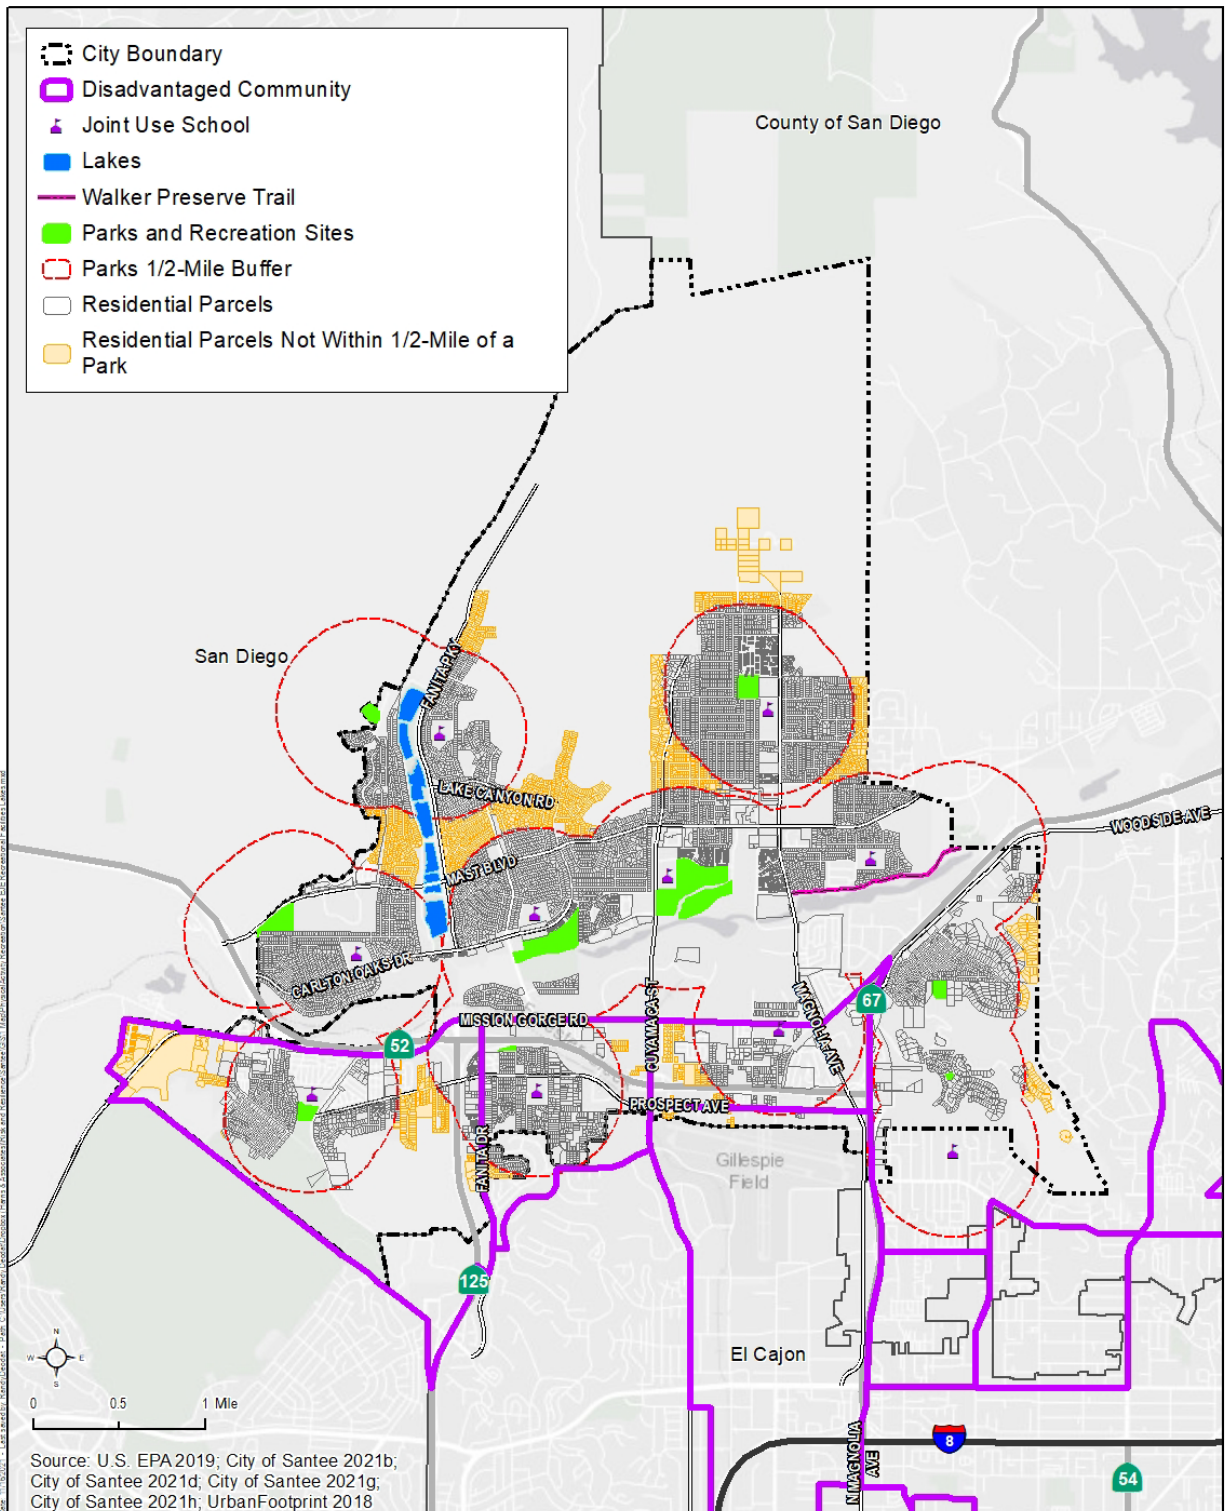 City Boundary
Disadvantaged Community
Joint Use School
Lakes
Walker Preserve Trail
Parks and Recreation Sites
Parks 1/2-Mile Buffer
Residential Parcels
Residential Parcels Not Within 1/2-Mile of a
Park
County of San Diego
San Diego
FANITA PKY
LAKE CANYON RD
WOODSIDE AVE
MAST BLVD
CARLTON OAKS DR
MISSION GORGE RD
CUYAMACA ST
MAGNOLIA AVE
67
52
PROSPECT AVE
FANITA DR
Gillespie
Field
125
El Cajon
N
W
E
S
0
0.5
1 Mile
N MAGNOLIA
AVE
8
54
Source: U.S. EPA 2019; City of Santee 2021b;
City of Santee 2021d; City of Santee 2021g;
City of Santee 2021h; UrbanFootprint 2018